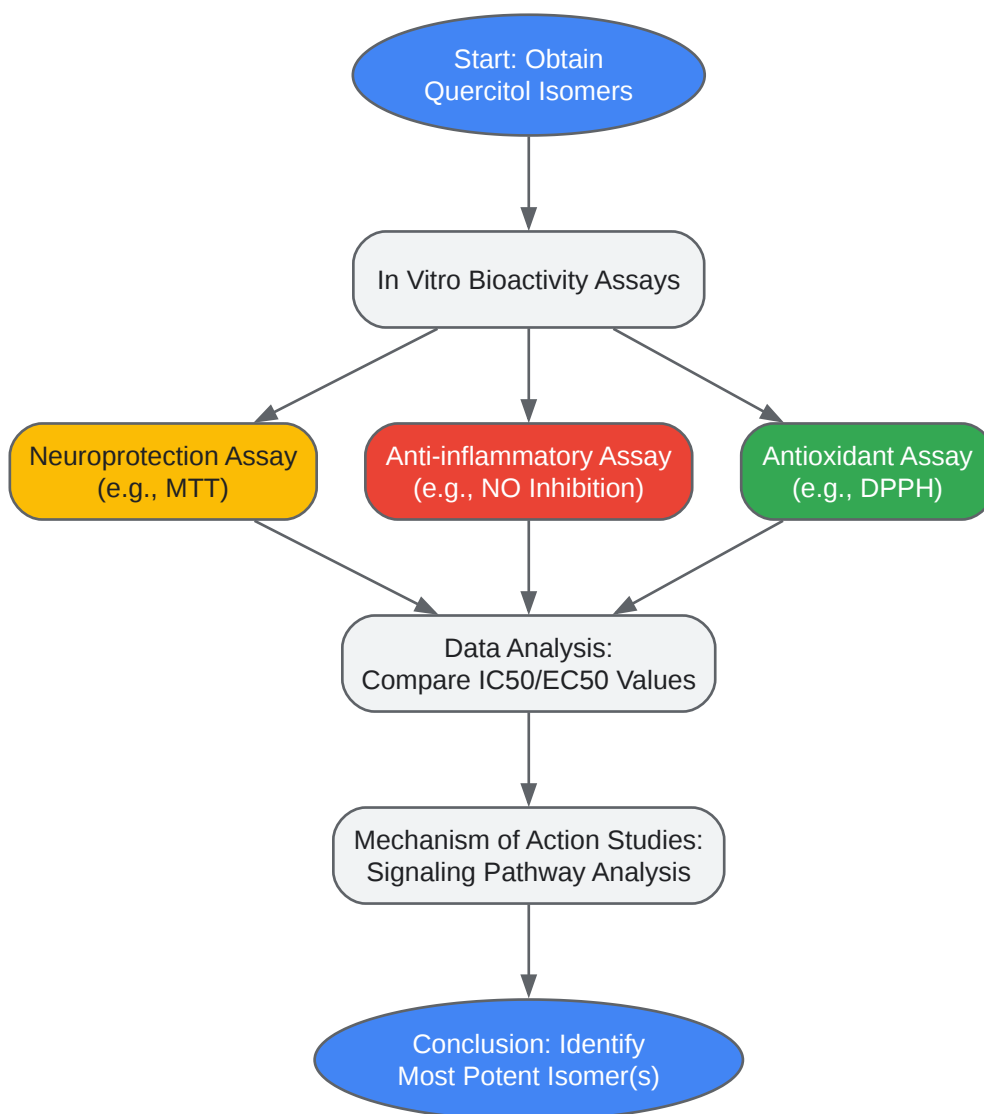 Start: Obtain
Quercitol Isomers
In Vitro Bioactivity Assays
Neuroprotection Assay
(e.g., MTT)
Anti-inflammatory Assay
(e.g., NO Inhibition)
Antioxidant Assay
(e.g., DPPH)
Data Analysis:
Compare IC50/EC50 Values
Mechanism of Action Studies:
Signaling Pathway Analysis
Conclusion: Identify
Most Potent Isomer(s)